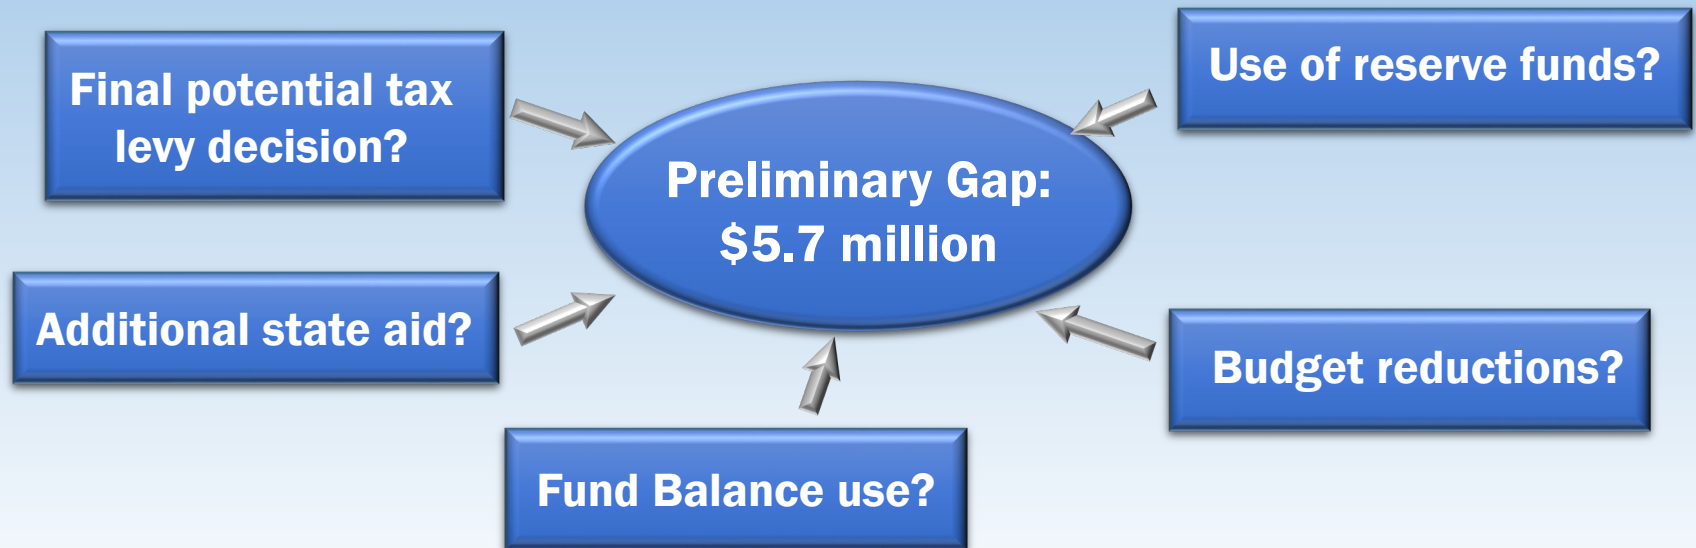 Final potential tax
levy decision?
Use of reserve funds?
Preliminary Gap:
$5.7 million
Additional state aid?
Budget reductions?
Fund Balance use?